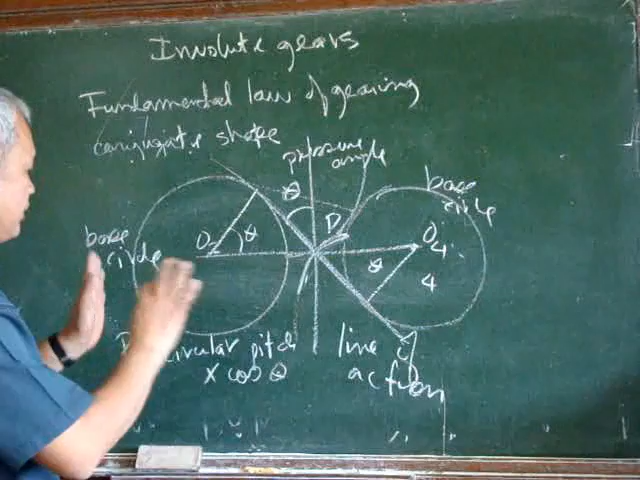 Involute gears
Fundamental law of gearing
conjugate shape
pressure
angle
θ
base
circle
base
circle
P
O₂
θ
O₄
θ
4
circular pitch
x cos θ
line
action